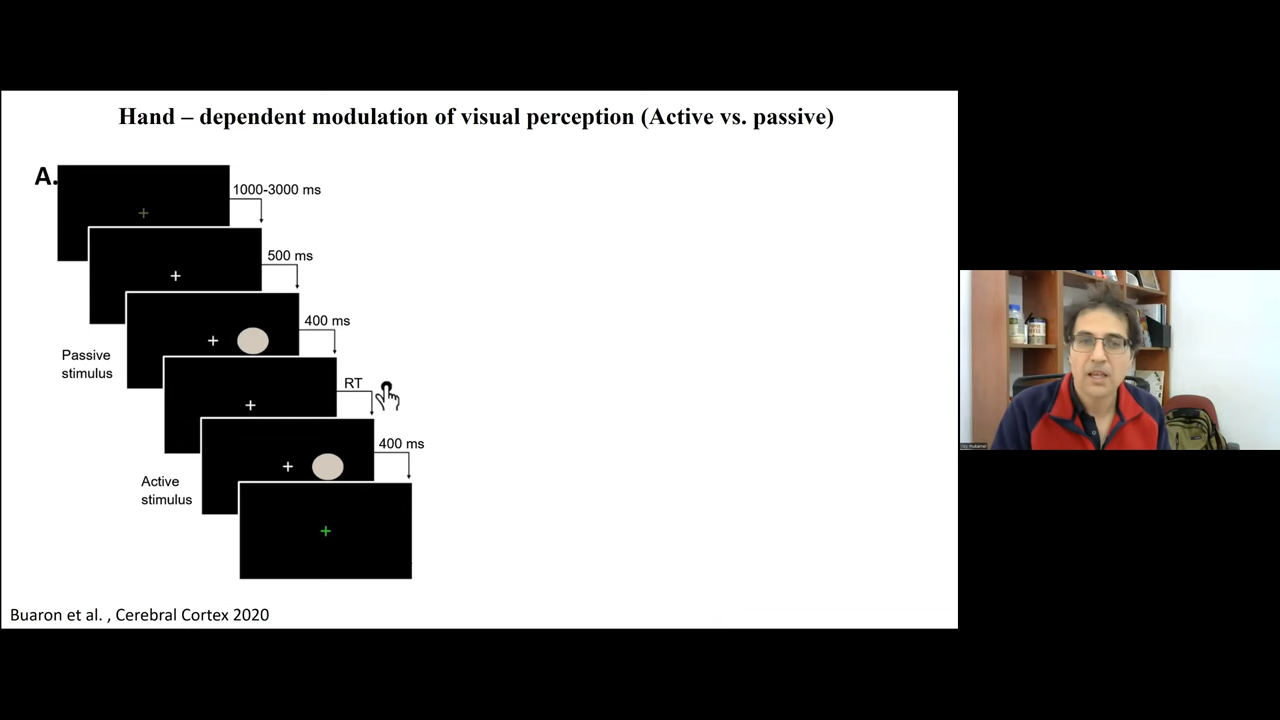 Hand – dependent modulation of visual perception (Active vs. passive)
A.
1000-3000 ms
500 ms
400 ms
Passive
stimulus
RT
400 ms
Active
stimulus
Buaron et al. , Cerebral Cortex 2020